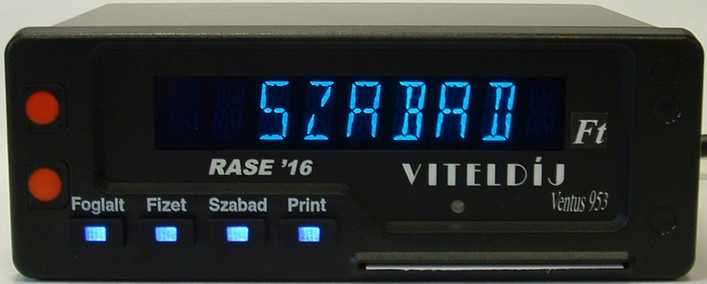 SZABAD
Ft
RASE '16
VITELDÍJ
Ventus 953
Foglalt Fizet Szabad Print